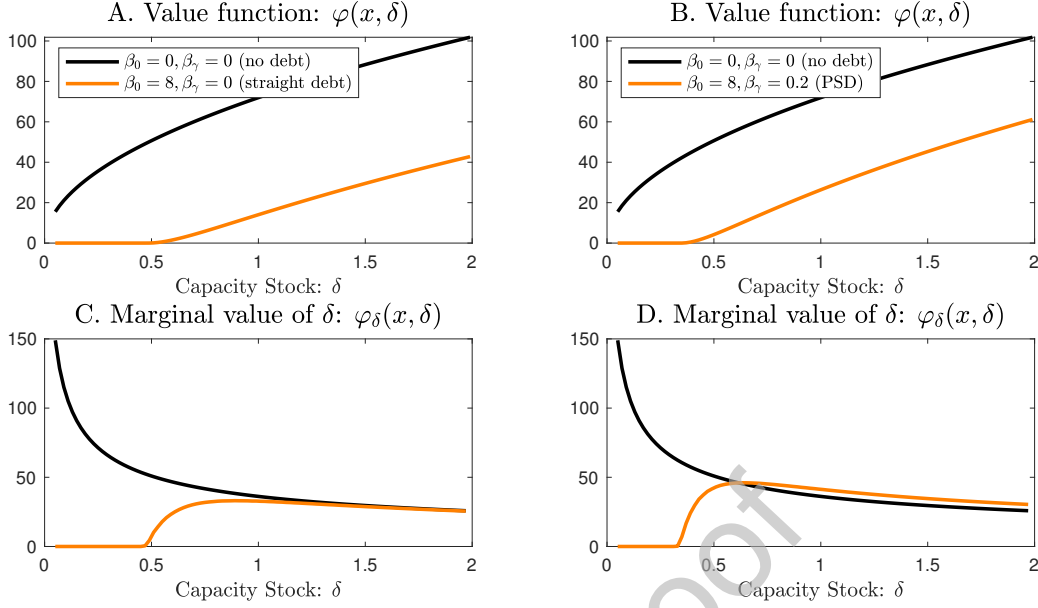 A. Value function: φ(x, δ)
100
80
60
40
20
0
β₀ = 0, βᵧ = 0 (no debt)
β₀ = 8, βᵧ = 0 (straight debt)
0 0.5 1 1.5 2
Capacity Stock: δ
B. Value function: φ(x, δ)
100
80
60
40
20
0
β₀ = 0, βᵧ = 0 (no debt)
β₀ = 8, βᵧ = 0.2 (PSD)
0 0.5 1 1.5 2
Capacity Stock: δ
C. Marginal value of δ: φ_δ(x, δ)
150
100
50
0
0 0.5 1 1.5 2
Capacity Stock: δ
D. Marginal value of δ: φ_δ(x, δ)
150
100
50
0
0 0.5 1 1.5 2
Capacity Stock: δ